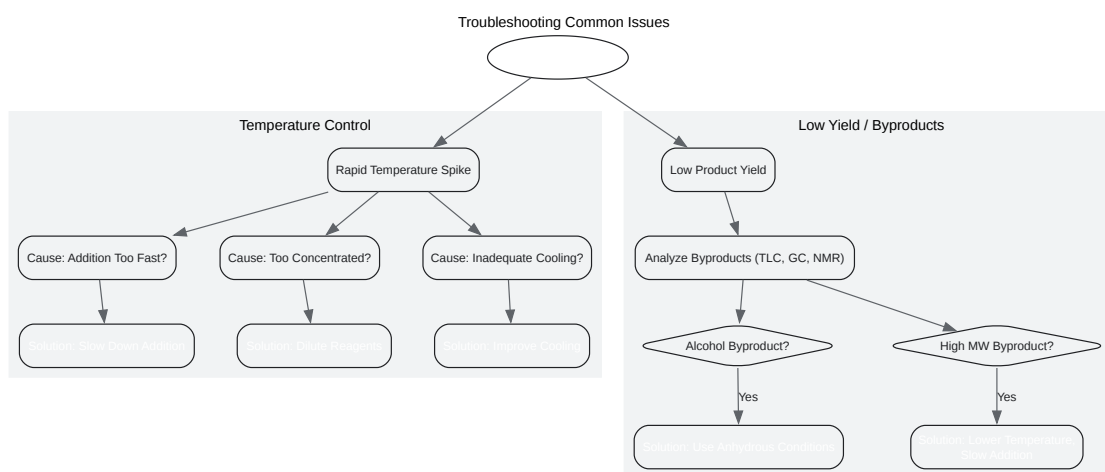 Troubleshooting Common Issues
Temperature Control
Rapid Temperature Spike
Cause: Addition Too Fast?
Cause: Too Concentrated?
Cause: Inadequate Cooling?
Solution: Slow Down Addition
Solution: Dilute Reagents
Solution: Improve Cooling
Low Yield / Byproducts
Low Product Yield
Analyze Byproducts (TLC, GC, NMR)
Alcohol Byproduct?
High MW Byproduct?
Yes
Yes
Solution: Use Anhydrous Conditions
Solution: Lower Temperature,
Slow Addition